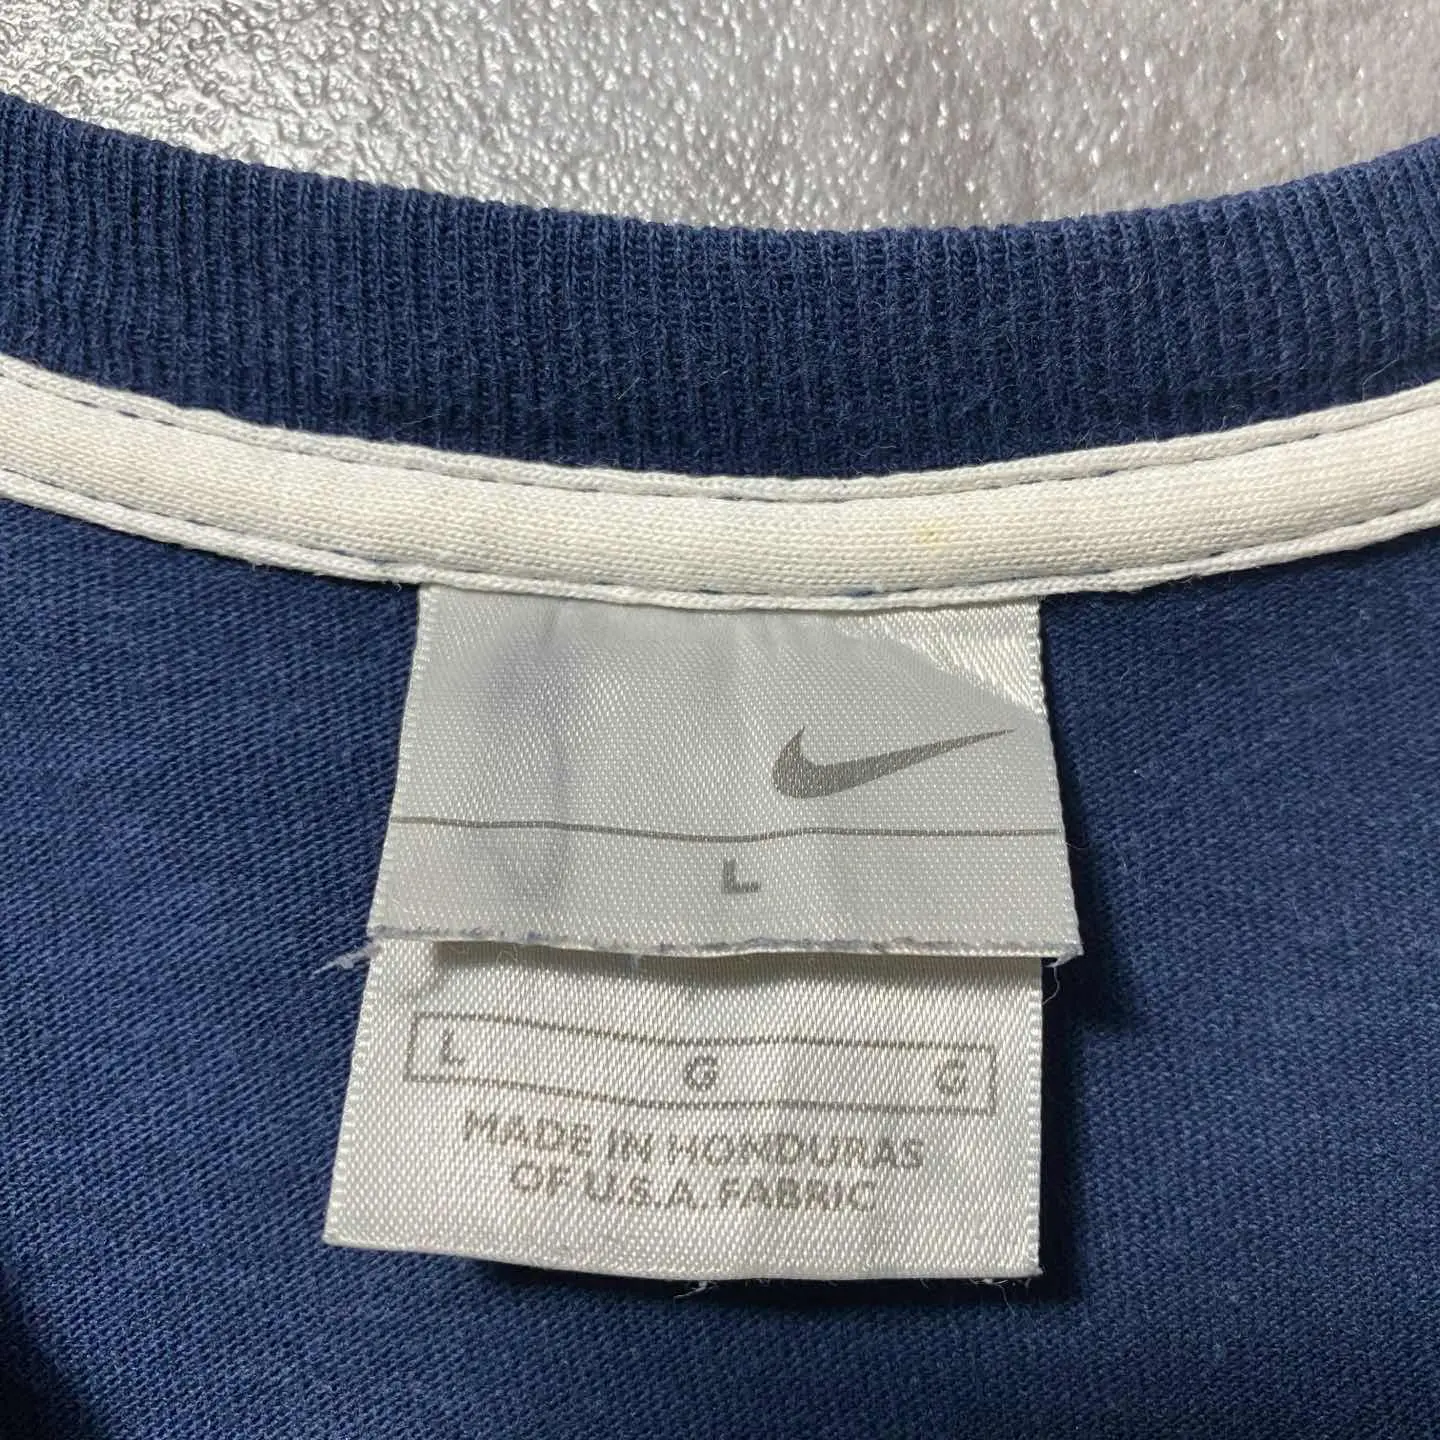 L
L G G
MADE IN HONDURAS
OF U.S.A. FABRIC